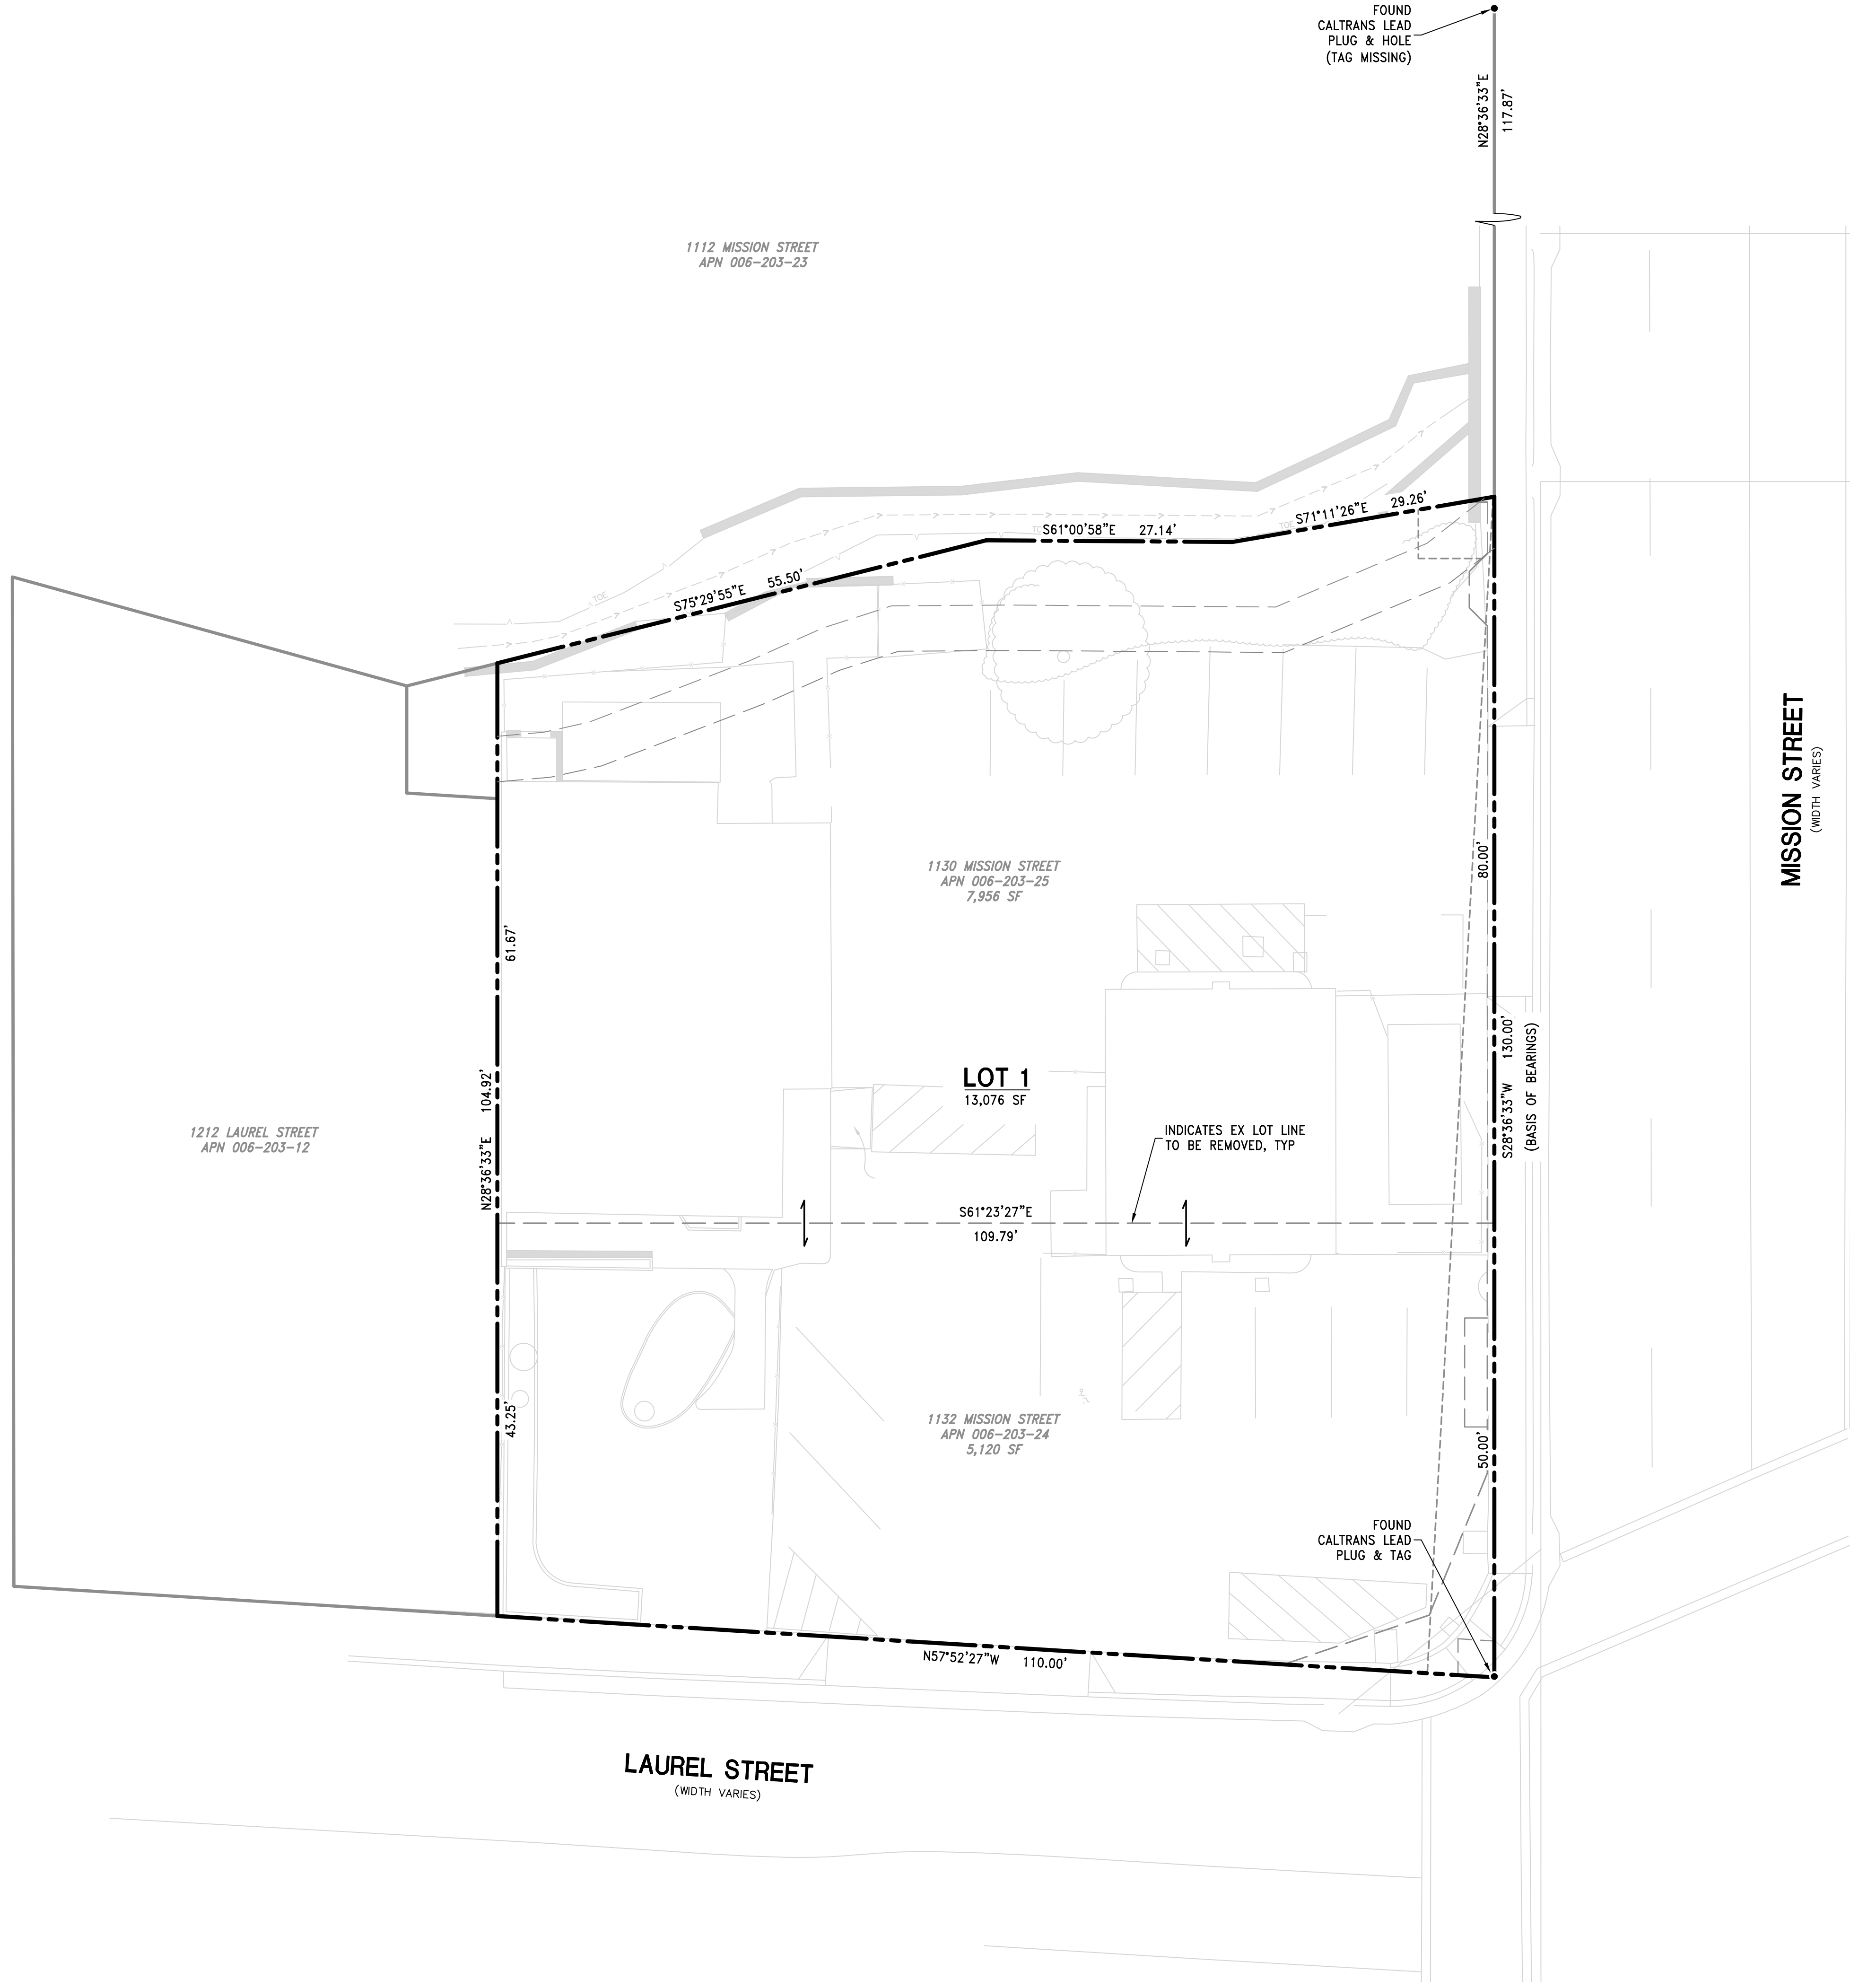 FOUND
CALTRANS LEAD
PLUG & HOLE
(TAG MISSING)
N28°36'33"E
117.87'
1112 MISSION STREET
APN 006-203-23
S75°29'55"E 55.50'
S61°00'58"E 27.14'
S71°11'26"E 29.26'
TOE
TOE
TOE
MISSION STREET
(WIDTH VARIES)
80.00'
1130 MISSION STREET
APN 006-203-25
7,956 SF
61.67'
LOT 1
13,076 SF
N28°36'33"E 104.92'
S28°36'33"W 130.00'
(BASIS OF BEARINGS)
1212 LAUREL STREET
APN 006-203-12
INDICATES EX LOT LINE
TO BE REMOVED, TYP
S61°23'27"E
109.79'
43.25'
1132 MISSION STREET
APN 006-203-24
5,120 SF
50.00'
FOUND
CALTRANS LEAD
PLUG & TAG
N57°52'27"W 110.00'
LAUREL STREET
(WIDTH VARIES)